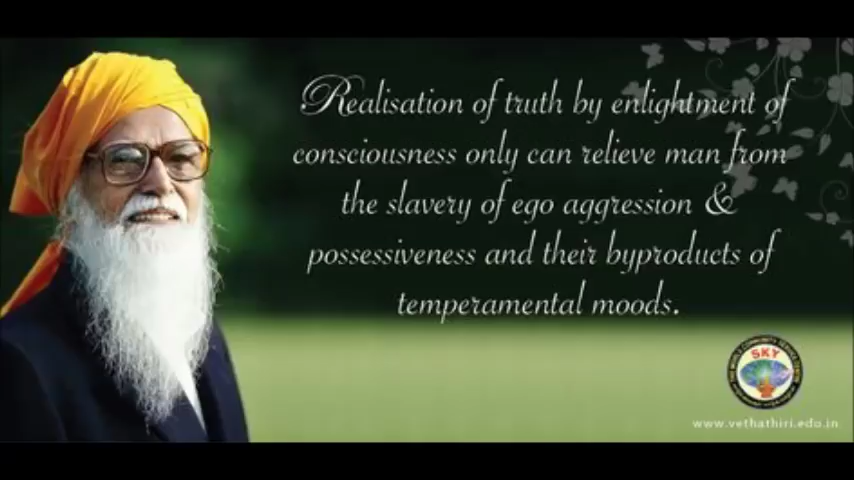 Realisation of truth by enlightment of
consciousness only can relieve man from
the slavery of ego aggression &
possessiveness and their byproducts of
temperamental moods.
SKY
www.vethathiri.edu.in